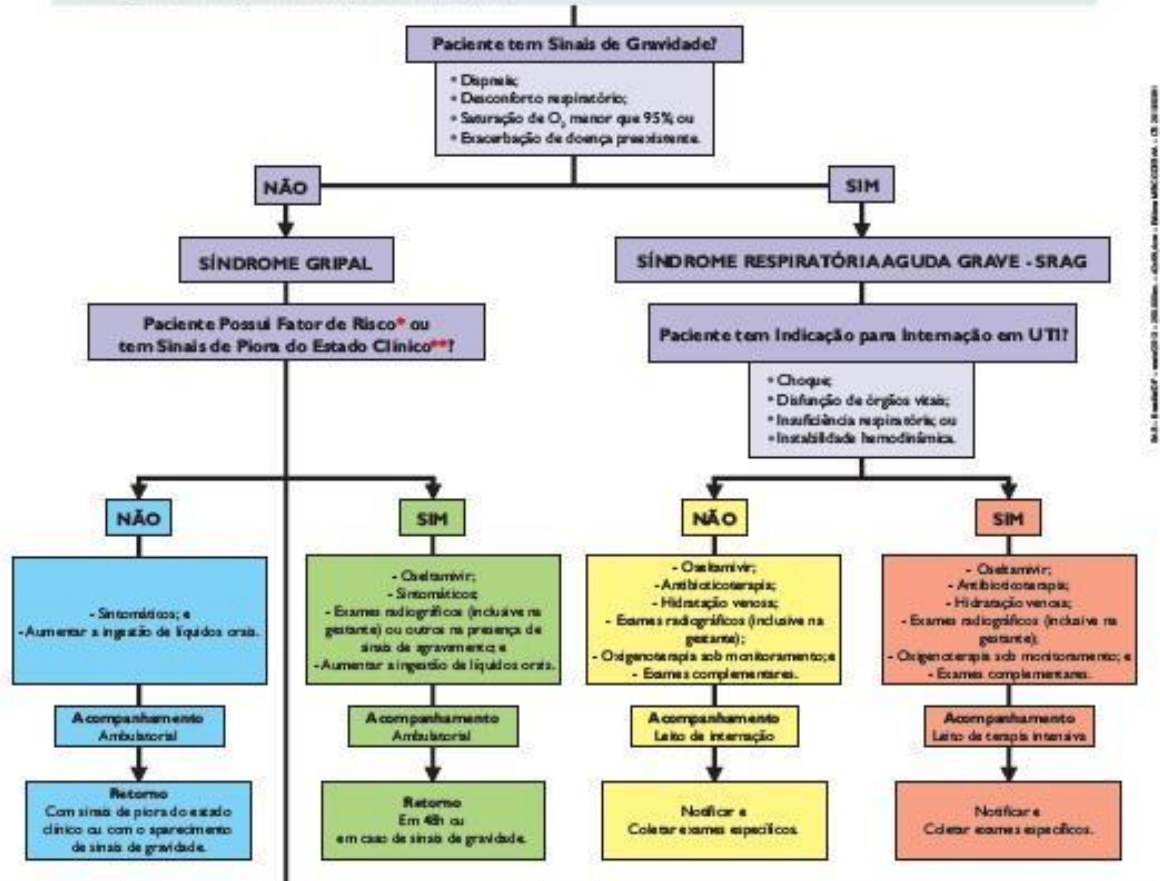 Paciente tem Sinais de Gravidade?
• Dispneia;
• Desconforto respiratório;
• Saturação de O₂ menor que 95%; ou
• Exacerbação de doença preexistente.
NÃO
SIM
SÍNDROME GRIPAL
SÍNDROME RESPIRATÓRIA AGUDA GRAVE - SRAG
Paciente Possui Fator de Risco* ou
tem Sinais de Piora do Estado Clínico**?
Paciente tem Indicação para Internação em UTI?
• Choque;
• Disfunção de órgãos vitais;
• Insuficiência respiratória; ou
• Instabilidade hemodinâmica.
NÃO
SIM
NÃO
SIM
- Sintomáticos; e
- Aumentar a ingestão de líquidos orais.
- Oseltamivir;
- Sintomáticos;
- Exames radiográficos (inclusive na
gestante) ou outros na presença de
sinais de agravamento; e
- Aumentar a ingestão de líquidos orais.
- Oseltamivir;
- Antibioticoterapia;
- Hidratação venosa;
- Exames radiográficos (inclusive na
gestante);
- Oxigenoterapia sob monitoramento; e
- Exames complementares.
- Oseltamivir;
- Antibioticoterapia;
- Hidratação venosa;
- Exames radiográficos (inclusive na
gestante);
- Oxigenoterapia sob monitoramento; e
- Exames complementares.
Acompanhamento
Ambulatorial
Acompanhamento
Ambulatorial
Acompanhamento
Leito de internação
Acompanhamento
Leito de terapia intensiva
Retorno
Com sinais de piora do estado
clínico ou com o aparecimento
de sinais de gravidade.
Retorno
Em 48h ou
em caso de sinais de gravidade.
Notificar e
Coletar exames específicos.
Notificar e
Coletar exames específicos.